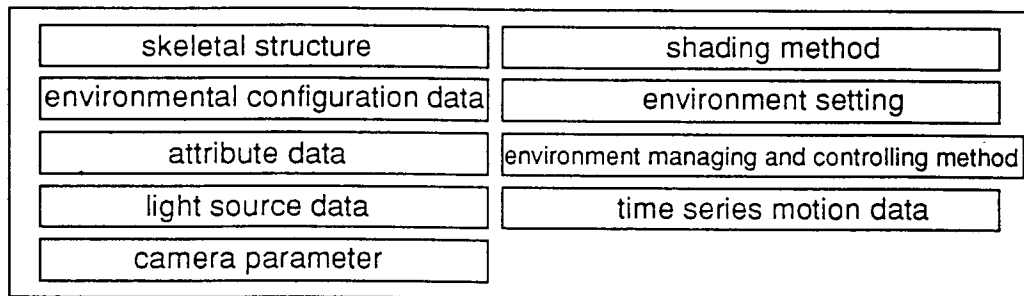 skeletal structure
environmental configuration data
attribute data
light source data
camera parameter
shading method
environment setting
environment managing and controlling method
time series motion data